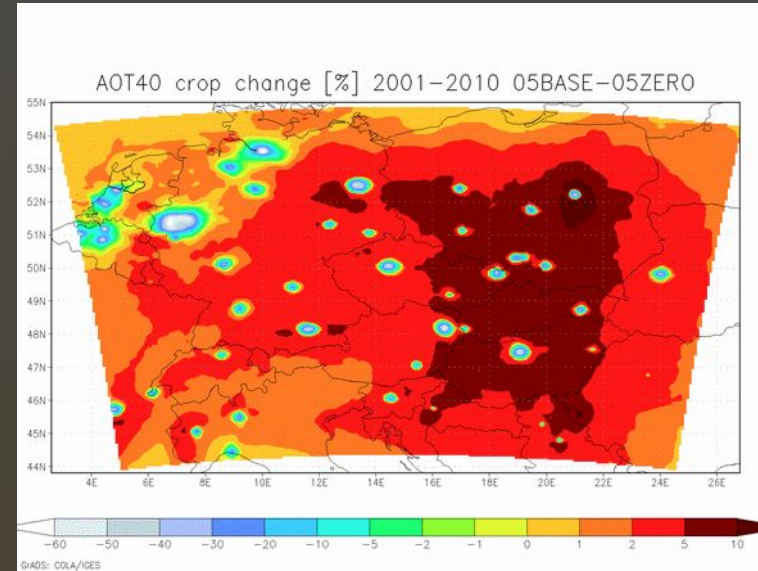 AOT40 crop change [%] 2001-2010 05BASE-05ZERO
55N
54N
53N
52N
51N
50N
49N
48N
47N
46N
45N
44N
4E 6E 8E 10E 12E 14E 16E 18E 20E 22E 24E 26E
-60 -50 -40 -30 -20 -10 -5 -2 -1 0 1 2 5 10
GrADS: COLA/IGES